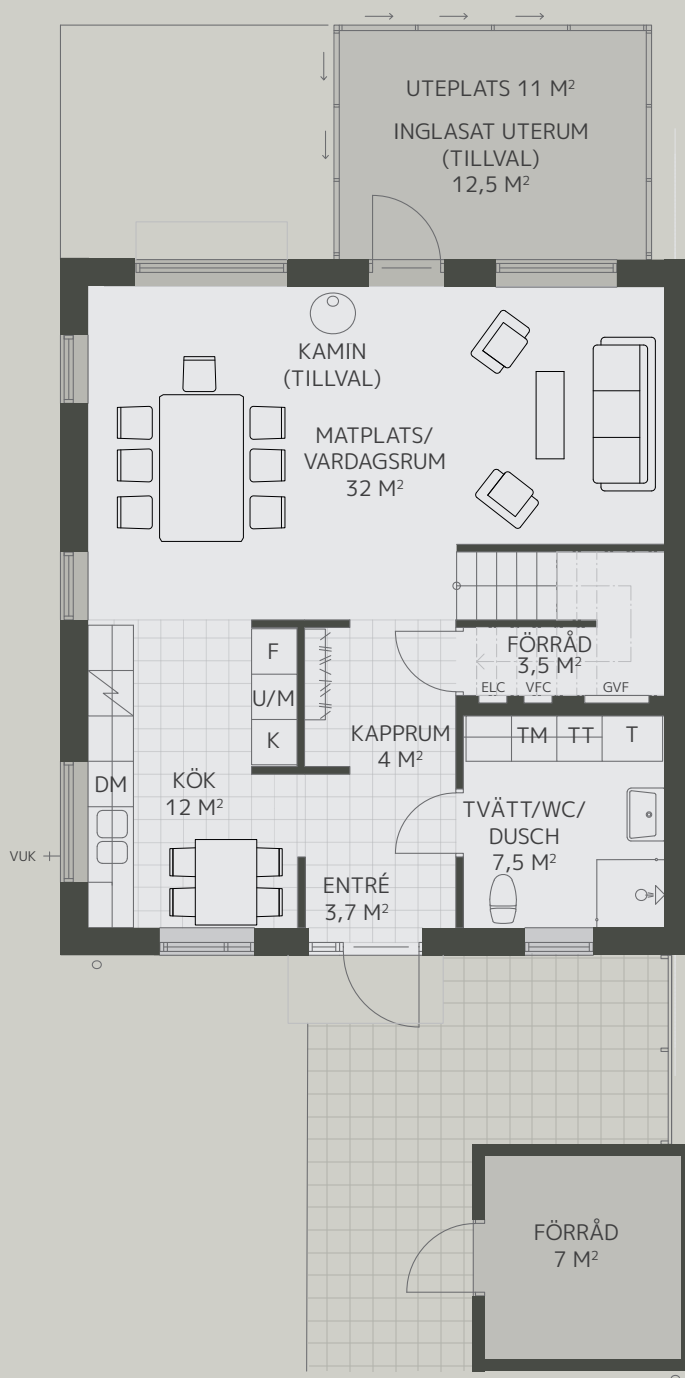 UTEPLATS 11 M²
INGLASAT UTERUM
(TILLVAL)
12,5 M²
KAMIN
(TILLVAL)
MATPLATS/
VARDAGSRUM
32 M²
FÖRRÅD
3,5 M²
ELC VFC GVF
F
U/M
K
KAPPRUM
4 M²
TM TT T
DM
KÖK
12 M²
TVÄTT/WC/
DUSCH
7,5 M²
VUK
ENTRÉ
3,7 M²
FÖRRÅD
7 M²